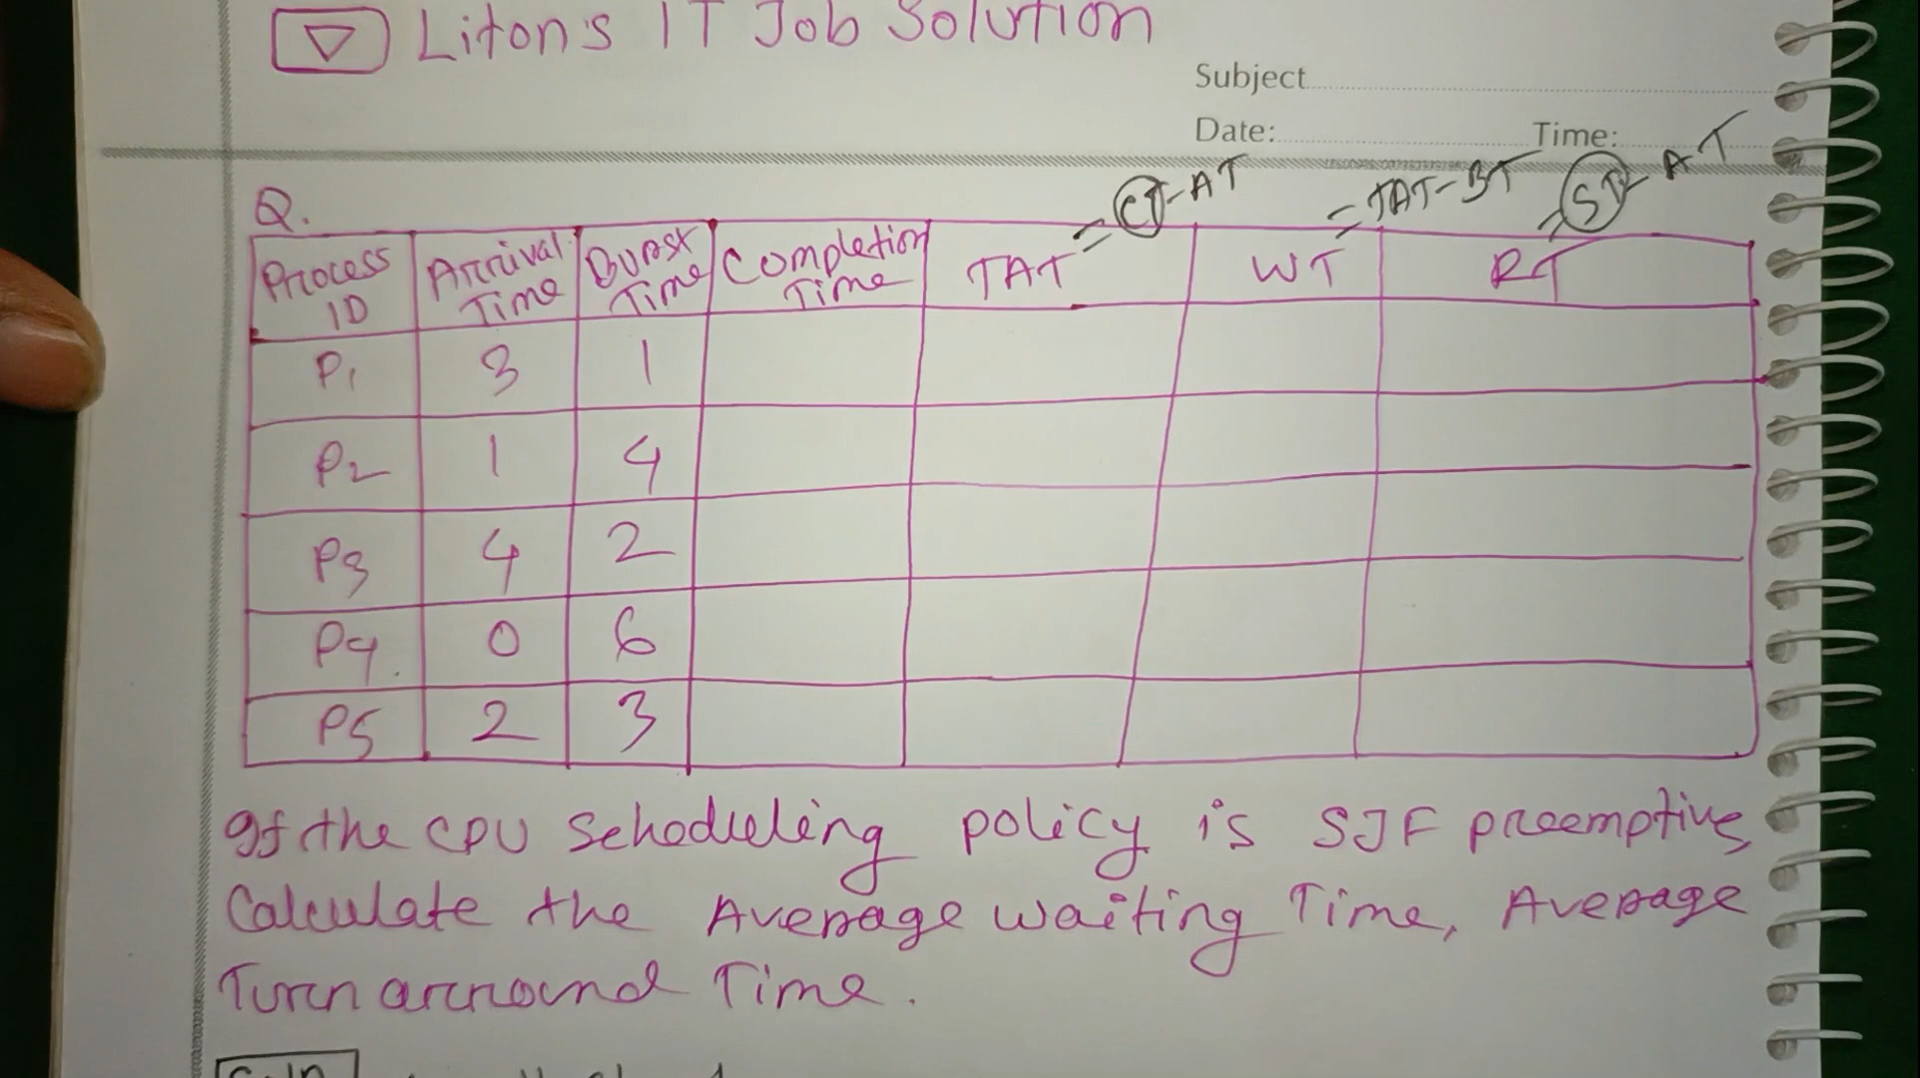 Liton's IT Job Solution
Subject
Date: Time:
= CT-AT = TAT-BT = ST-AT
Q.
Process ID Arrival Time Burst Time Completion Time TAT WT RT
P1 3 1
P2 1 4
P3 4 2
P4 0 6
P5 2 3
If the CPU Scheduling policy is SJF preemptive,
Calculate the Average waiting Time, Average
Turn arround Time.